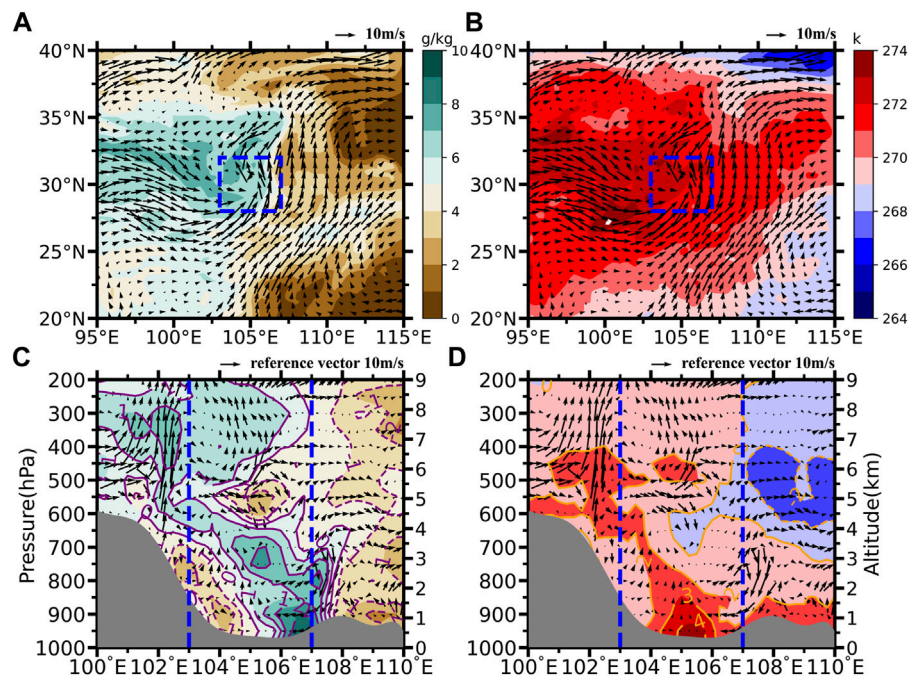 A
10m/s
B
10m/s
g/kg
k
40°N
35°N
30°N
25°N
20°N
95°E
100°E
105°E
110°E
115°E
10
8
6
4
2
0
40°N
35°N
30°N
25°N
20°N
95°E
100°E
105°E
110°E
115°E
274
272
270
268
266
264
C
reference vector 10m/s
D
reference vector 10m/s
Pressure(hPa)
200
300
400
500
600
700
800
900
1000
100°E
102°E
104°E
106°E
108°E
110°E
9
8
7
6
5
4
3
2
1
0
200
300
400
500
600
700
800
900
1000
100°E
102°E
104°E
106°E
108°E
110°E
3
4
9
8
7
6
5
4
3
2
1
0
Altitude(km)